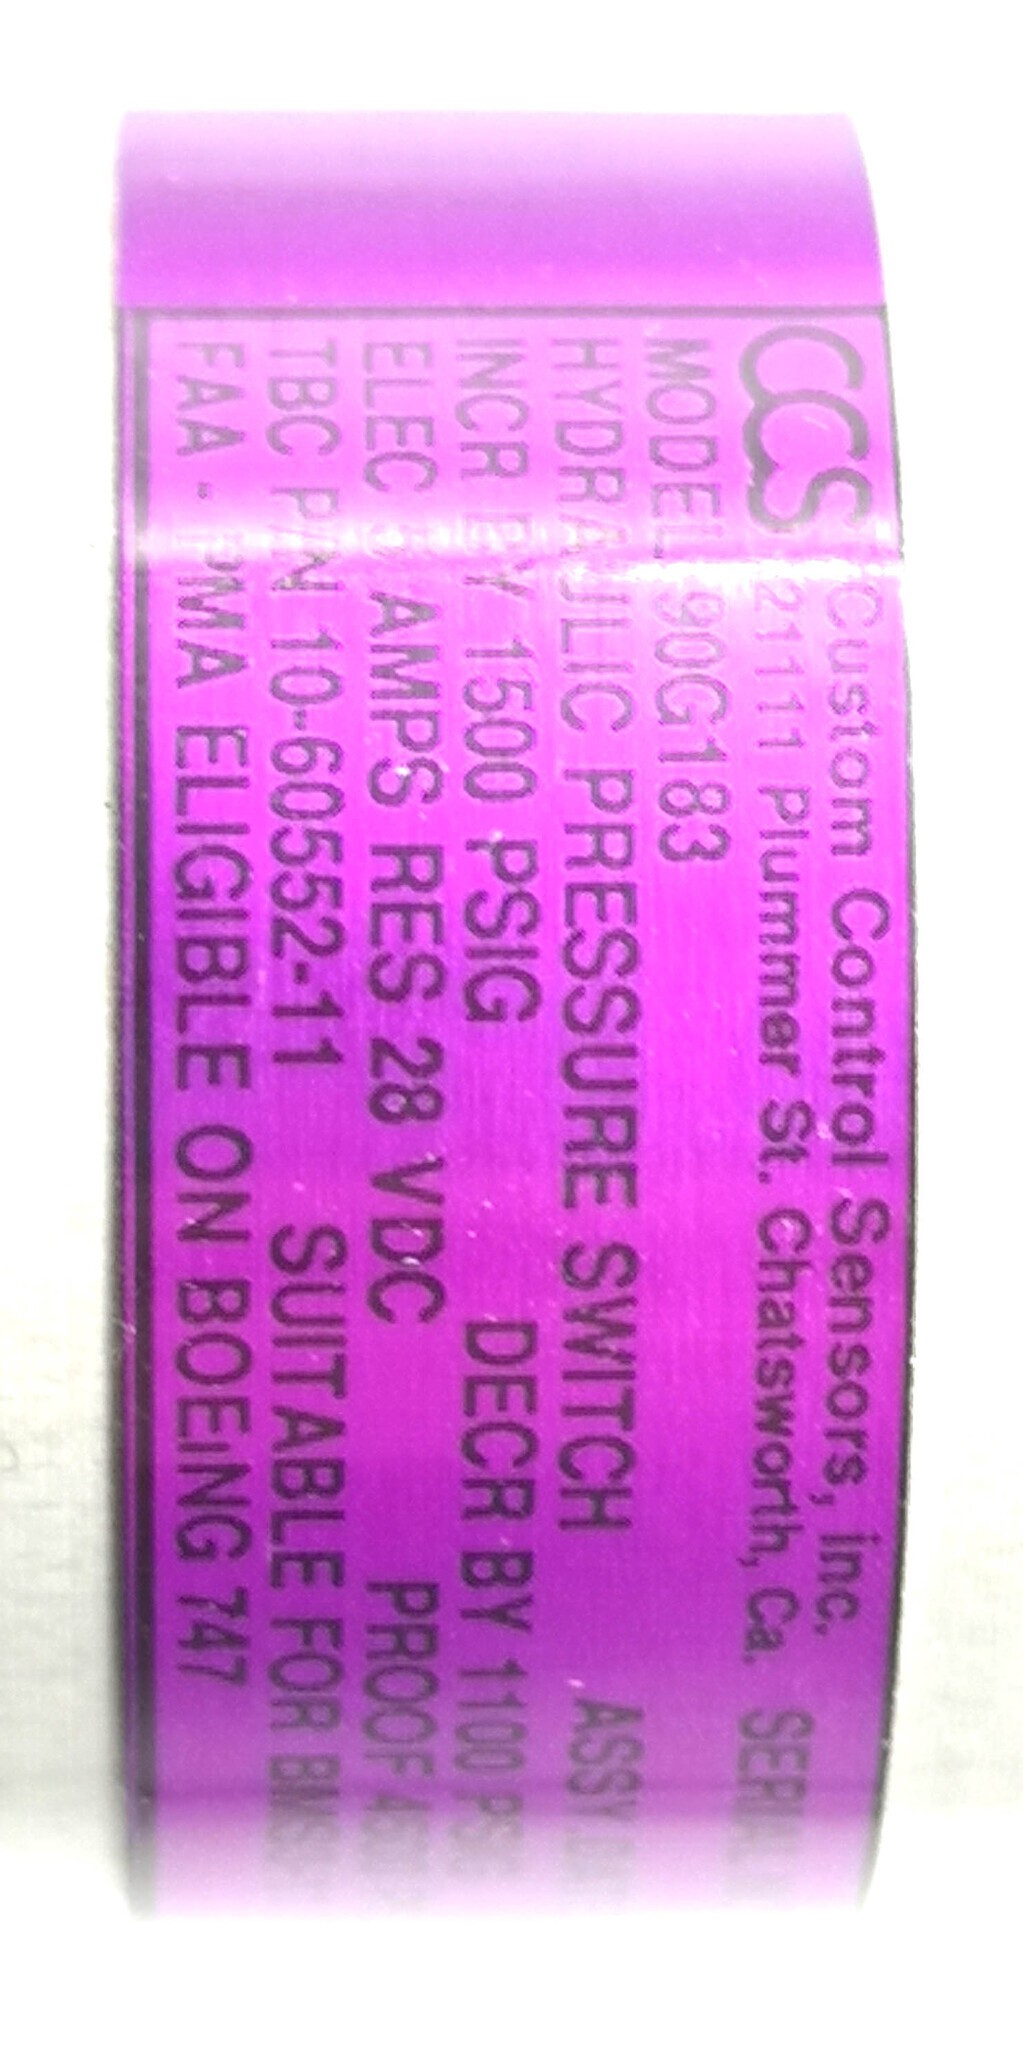 CCS Custom Control Sensors, Inc.
21111 Plummer St. Chatsworth, Ca.
MODEL 90G183
HYDRAULIC PRESSURE SWITCH ASSY
INCR BY 1500 PSIG DECR BY 1100
ELEC AMPS RES 28 VDC PROOF
TBC P/N 10-60552-11 SUITABLE FOR
FAA - PMA ELIGIBLE ON BOEING 747